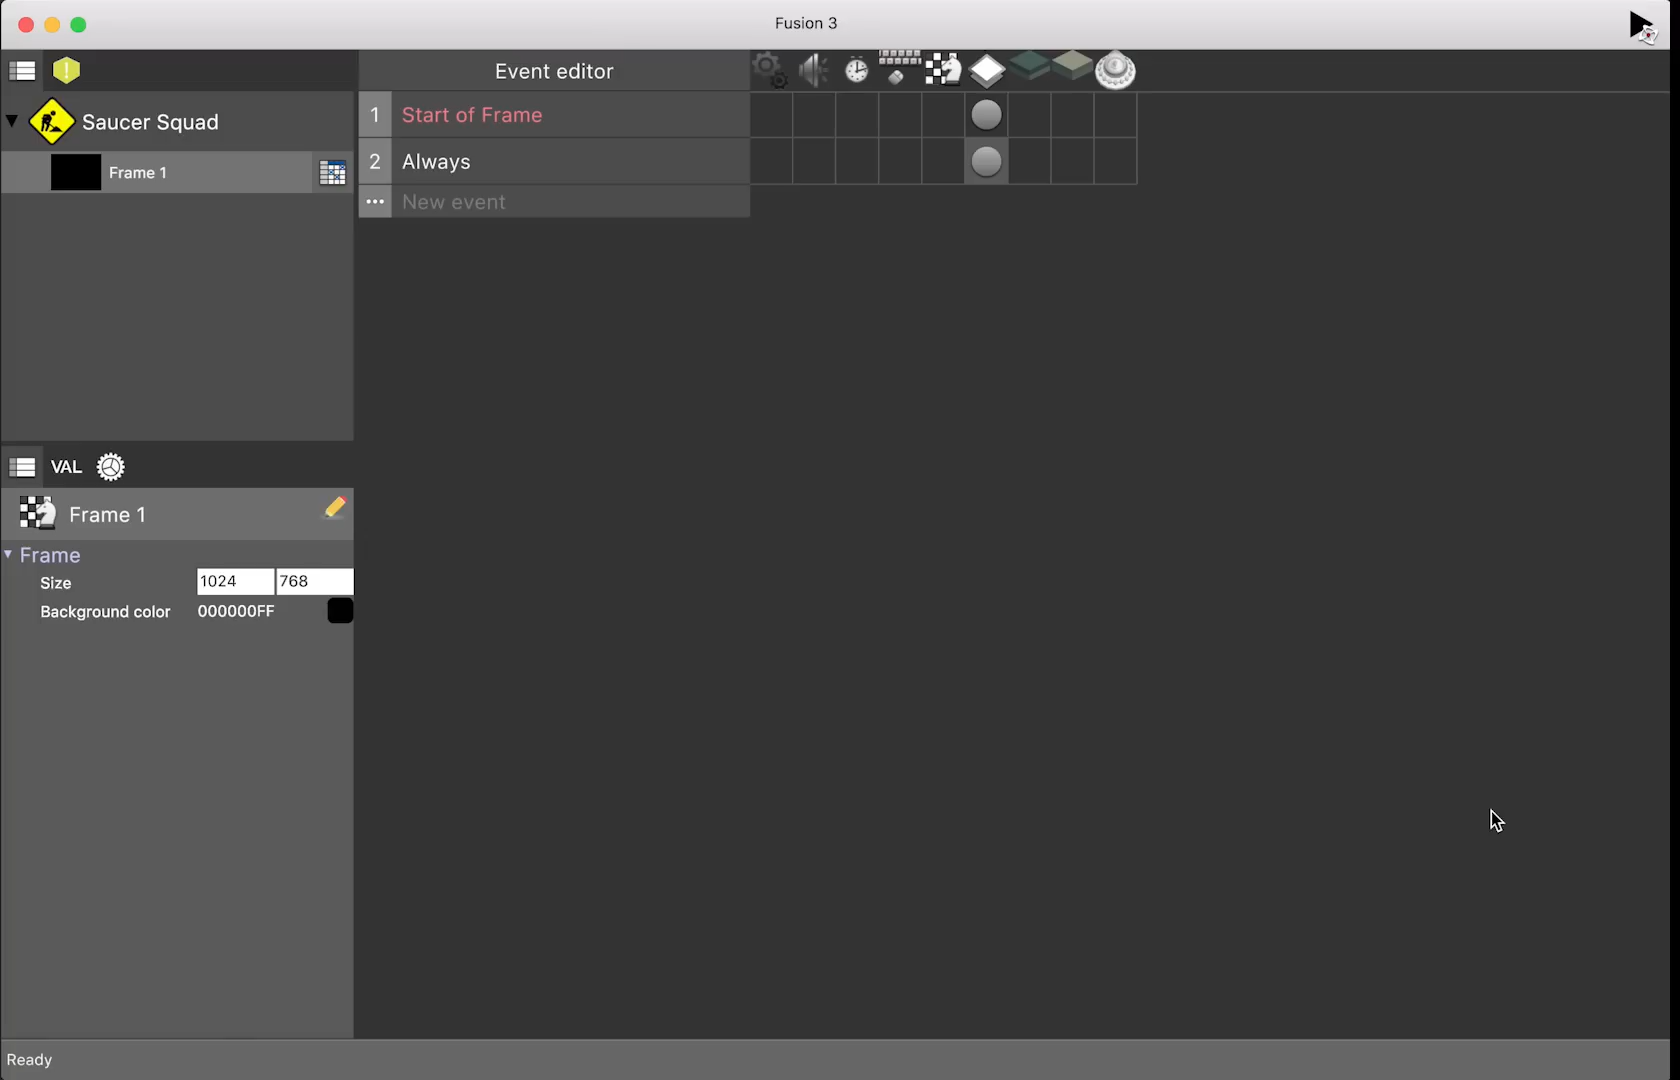 Fusion 3
Saucer Squad
Frame 1
Event editor
1 Start of Frame
2 Always
••• New event
VAL
Frame 1
Frame
Size 1024 768
Background color 000000FF
Ready